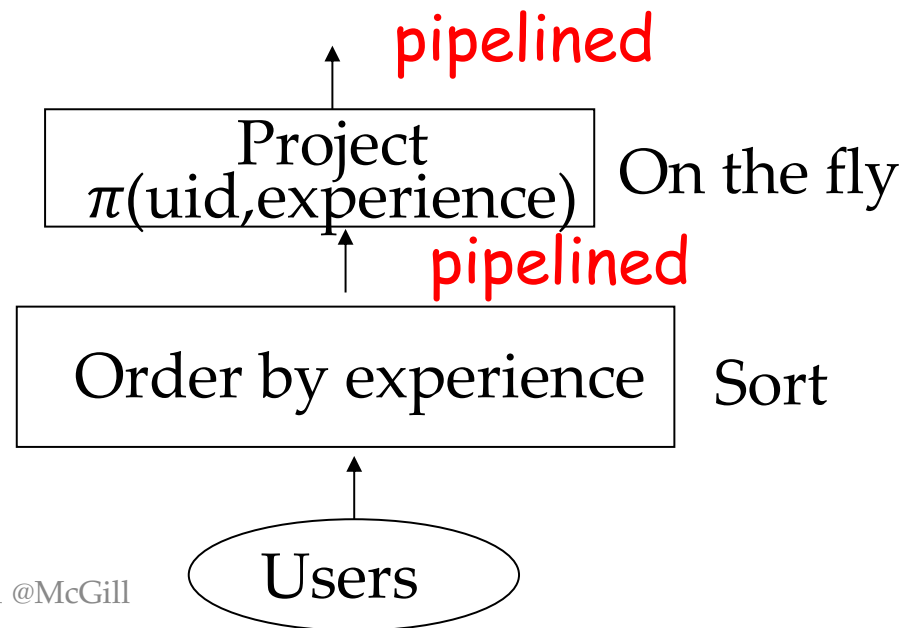 pipelined
Project
π(uid,experience)
On the fly
pipelined
Order by experience
Sort
Users
@McGill